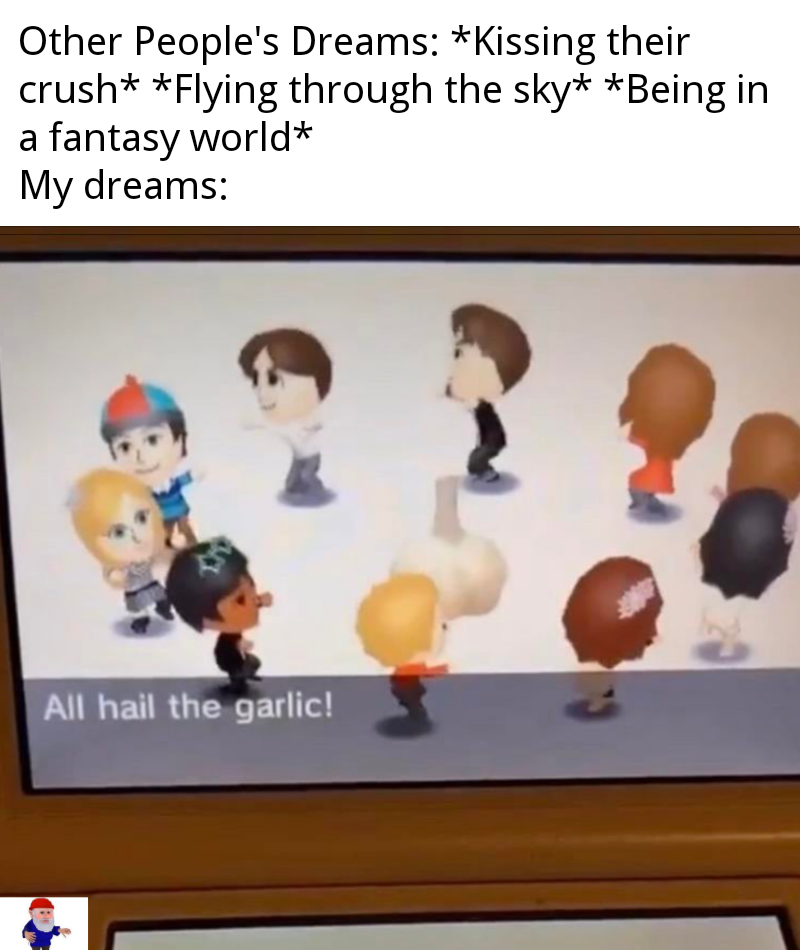 Other People's Dreams: *Kissing their
crush* *Flying through the sky* *Being in
a fantasy world*
My dreams:
All hail the garlic!